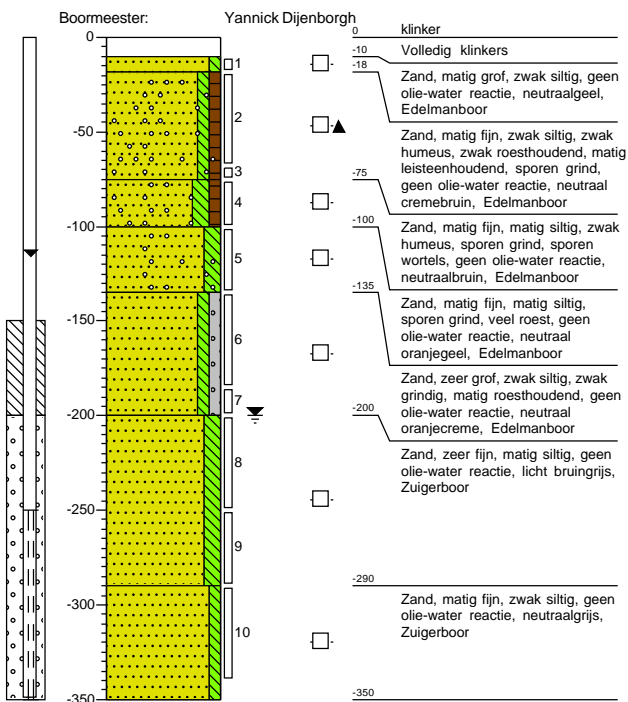 Boormeester: Yannick Dijenborgh
0
-50
-100
-150
-200
-250
-300
-350
1
2
3
4
5
6
7
8
9
10
0
klinker
-10
Volledig klinkers
-18
Zand, matig grof, zwak siltig, geen
olie-water reactie, neutraalgeel,
Edelmanboor
Zand, matig fijn, zwak siltig, zwak
humeus, zwak roesthoudend, matig
leisteenhoudend, sporen grind,
geen olie-water reactie, neutraal
cremebruin, Edelmanboor
-75
Zand, matig fijn, matig siltig, zwak
humeus, sporen grind, sporen
wortels, geen olie-water reactie,
neutraalbruin, Edelmanboor
-100
Zand, matig fijn, matig siltig,
sporen grind, veel roest, geen
olie-water reactie, neutraal
oranjegeel, Edelmanboor
-135
Zand, zeer grof, zwak siltig, zwak
grindig, matig roesthoudend, geen
olie-water reactie, neutraal
oranjecreme, Edelmanboor
-200
Zand, zeer fijn, matig siltig, geen
olie-water reactie, licht bruingrijs,
Zuigerboor
-290
Zand, matig fijn, zwak siltig, geen
olie-water reactie, neutraalgrijs,
Zuigerboor
-350